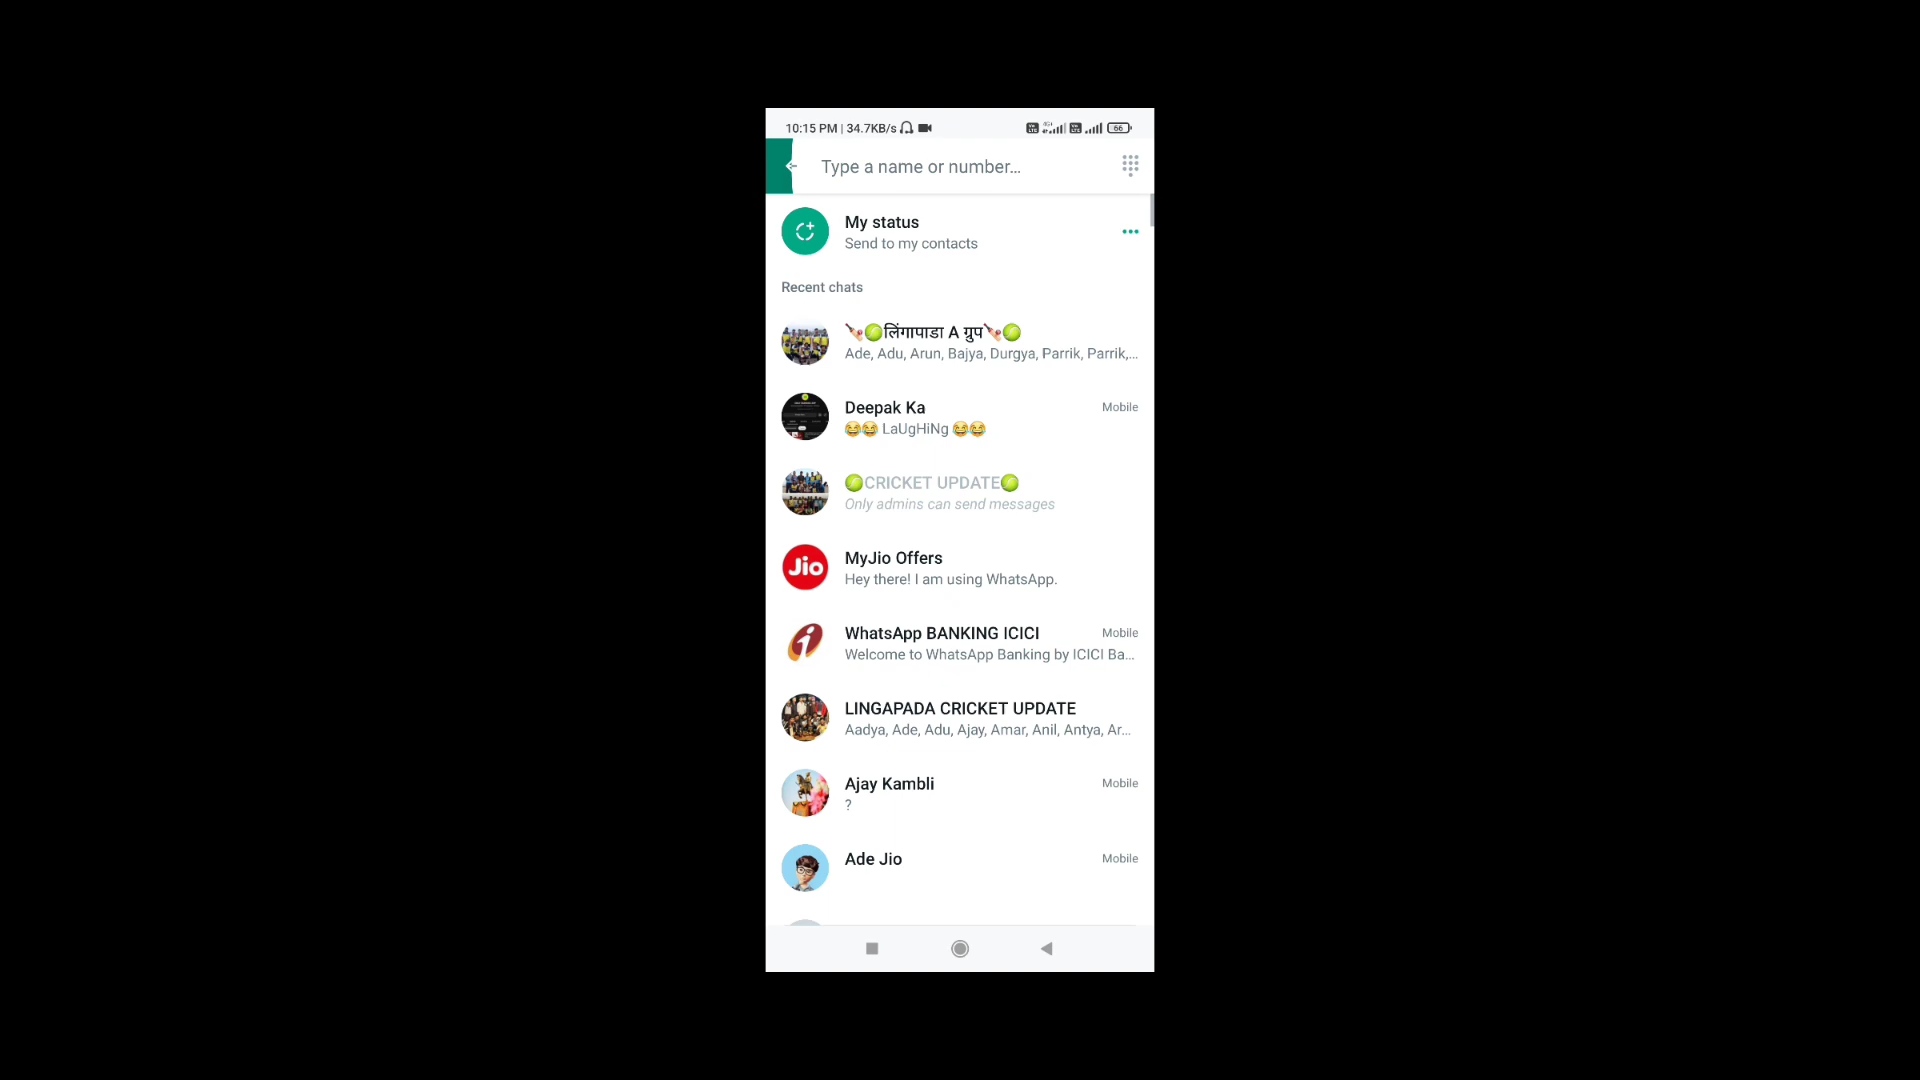 10:15 PM | 34.7KB/s 66
Type a name or number...
My status
Send to my contacts
Recent chats
🏏🎾लिंगापाडा A ग्रुप🏏🎾
Ade, Adu, Arun, Bajya, Durgya, Parrik, Parrik,...
Deepak Ka Mobile
😂😂 LaUgHiNg 😂😂
🎾CRICKET UPDATE🎾
Only admins can send messages
Jio
MyJio Offers
Hey there! I am using WhatsApp.
WhatsApp BANKING ICICI Mobile
Welcome to WhatsApp Banking by ICICI Ba...
LINGAPADA CRICKET UPDATE
Aadya, Ade, Adu, Ajay, Amar, Anil, Antya, Ar...
Ajay Kambli Mobile
?
Ade Jio Mobile